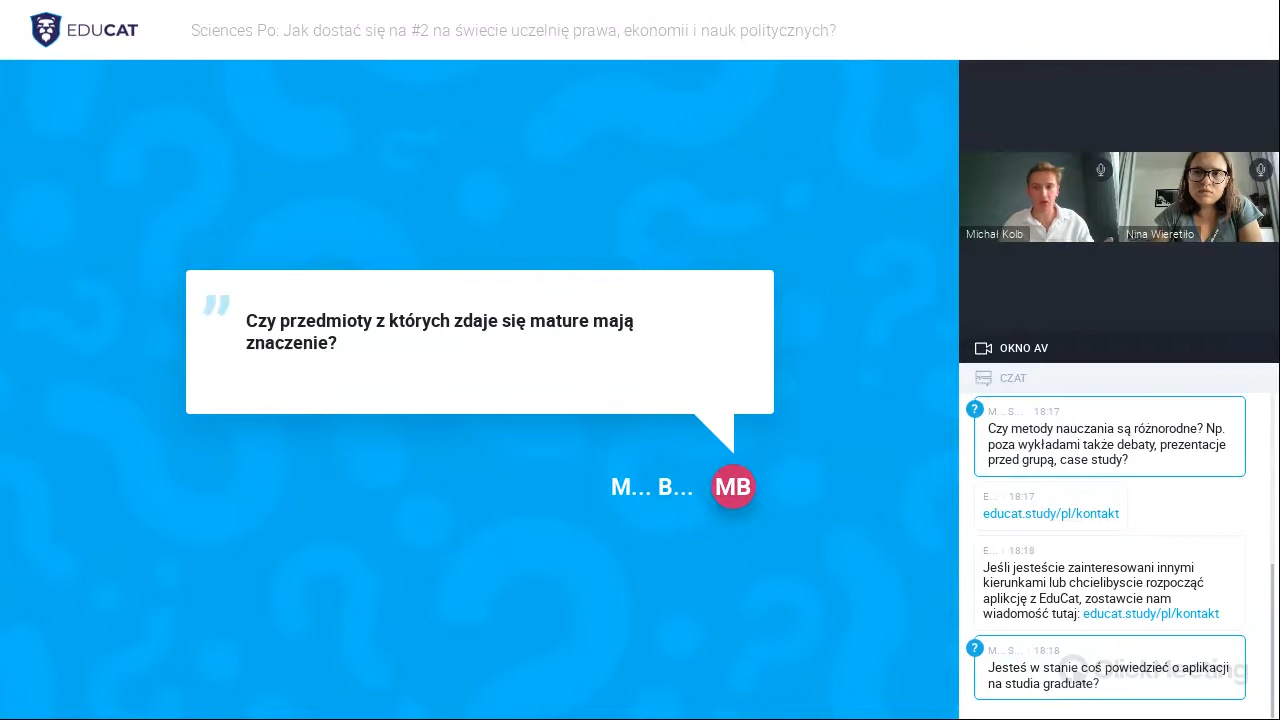 EDUCAT
Sciences Po: Jak dostać się na #2 na świecie uczelnię prawa, ekonomii i nauk politycznych?
"
Czy przedmioty z których zdaje się mature mają
znaczenie?
M... B...
MB
Michał Kolb
Nina Wieretiło
OKNO AV
CZAT
?
M... S... 18:17
Czy metody nauczania są różnorodne? Np.
poza wykładami także debaty, prezentacje
przed grupą, case study?
E... 18:17
educat.study/pl/kontakt
E... 18:18
Jeśli jesteście zainteresowani innymi
kierunkami lub chcielibyscie rozpocząć
aplikcję z EduCat, zostawcie nam
wiadomość tutaj: educat.study/pl/kontakt
?
M... S... 18:18
Jesteś w stanie coś powiedzieć o aplikacji
na studia graduate?
ClickMeeting